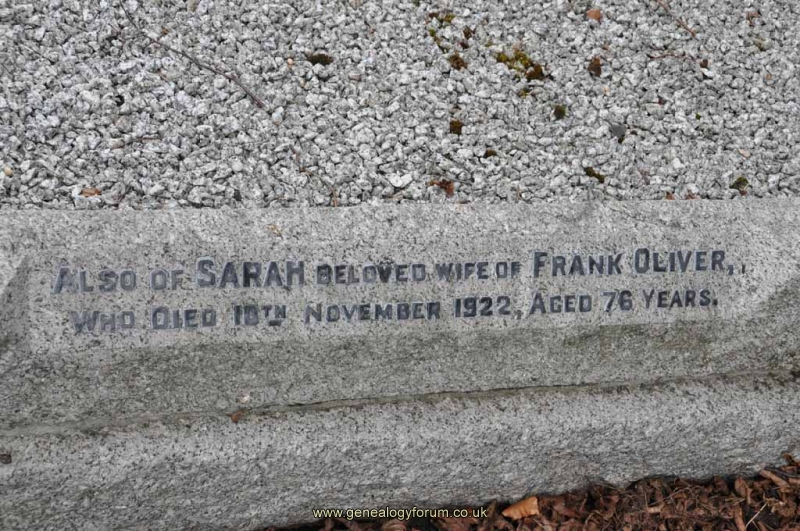 ALSO OF SARAH BELOVED WIFE OF FRANK OLIVER,
WHO DIED 18TH NOVEMBER 1922, AGED 76 YEARS.
www.genealogyforum.co.uk